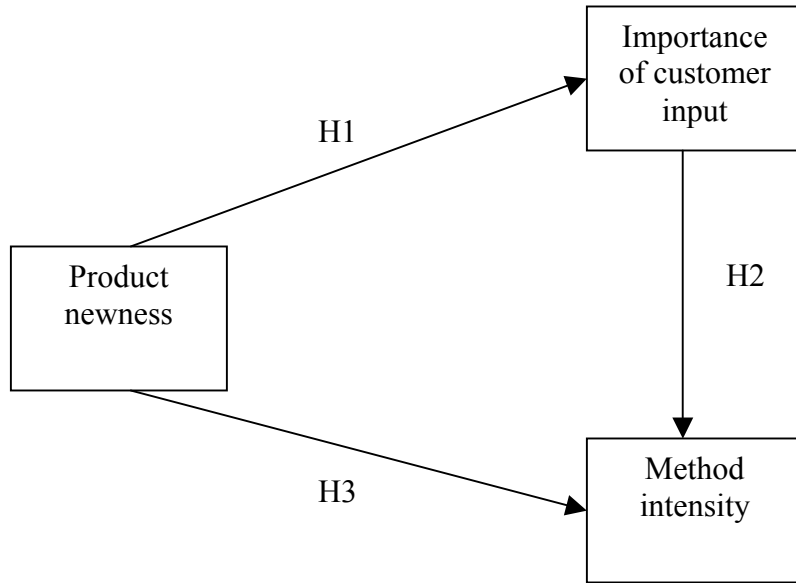 Importance
of customer
input
H1
Product
newness
H2
H3
Method
intensity